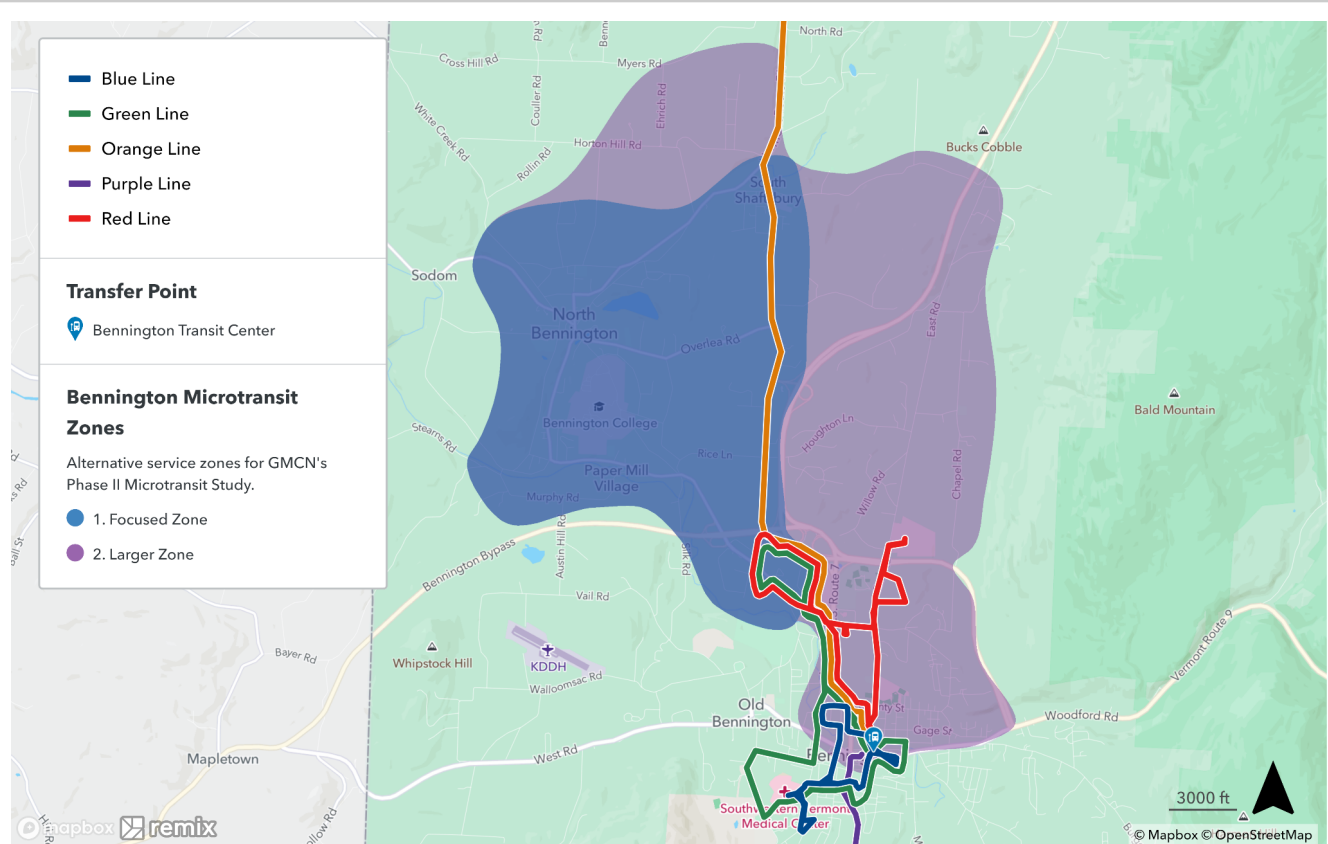 Blue Line
Green Line
Orange Line
Purple Line
Red Line
Transfer Point
Bennington Transit Center
Bennington Microtransit
Zones
Alternative service zones for GMCN's
Phase II Microtransit Study.
1. Focused Zone
2. Larger Zone
North Rd
Cross Hill Rd
Myers Rd
Coulter Rd
Ehrich Rd
White Creek Rd
Horton Hill Rd
Rollin Rd
Bucks Cobble
South
Shaftsbury
Sodom
North
Bennington
Overlea Rd
East Rd
Bald Mountain
Bennington College
Houghton Ln
Stearns Rd
Rice Ln
Paper Mill
Village
Murphy Rd
Willow Rd
Chapel Rd
Austin Hill Rd
Silk Rd
Bennington Bypass
Route 7
Vail Rd
Vermont Route 9
Whipstock Hill
KDDH
Bayer Rd
Walloomsac Rd
Old
Bennington
Woodford Rd
Gage St
West Rd
Mapletown
Southwestern Vermont
Medical Center
3000 ft
mapbox remix
© Mapbox © OpenStreetMap